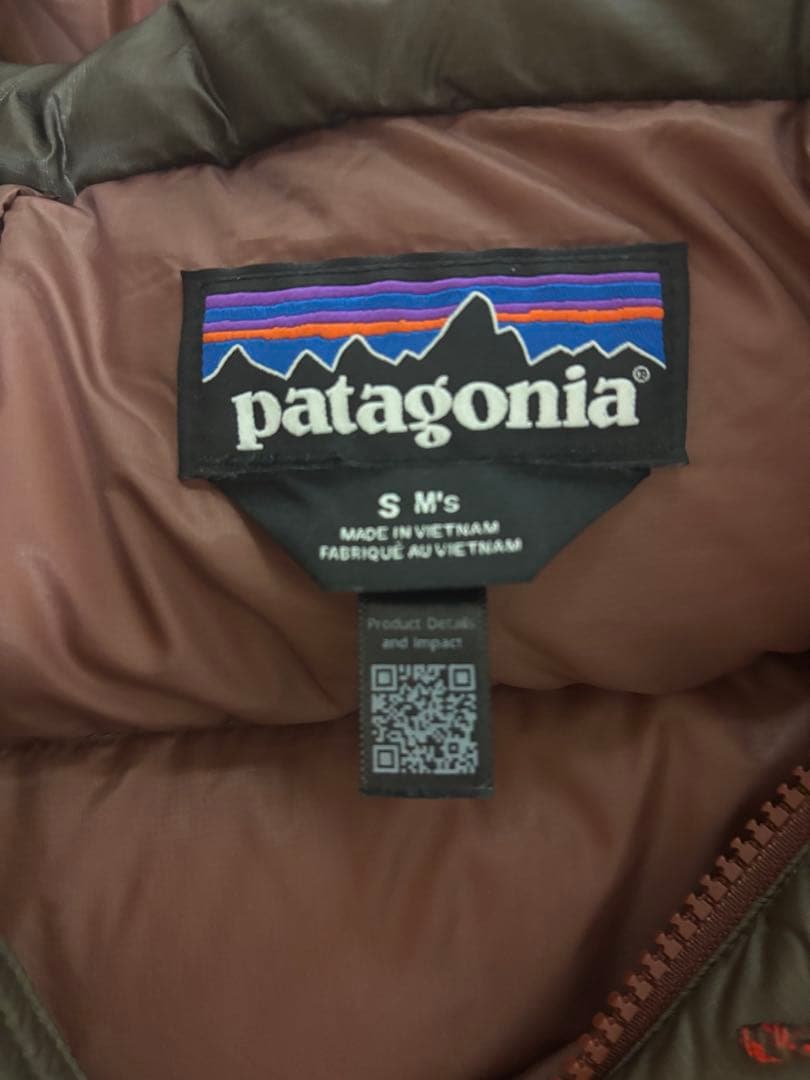 patagonia®
S M's
MADE IN VIETNAM
FABRIQUÉ AU VIETNAM
Product Details
and Impact